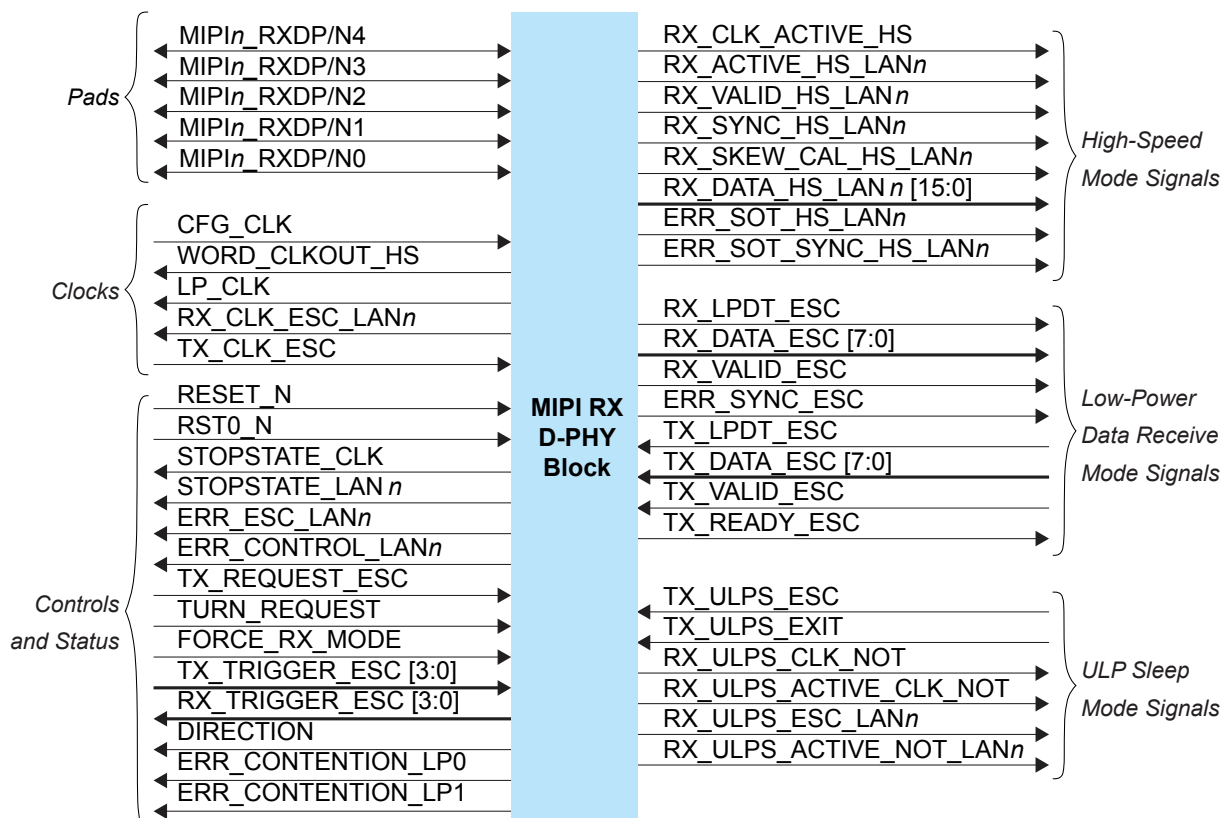 Pads
MIPIn_RXDP/N4
MIPIn_RXDP/N3
MIPIn_RXDP/N2
MIPIn_RXDP/N1
MIPIn_RXDP/N0
Clocks
CFG_CLK
WORD_CLKOUT_HS
LP_CLK
RX_CLK_ESC_LANn
TX_CLK_ESC
Controls
and Status
RESET_N
RST0_N
STOPSTATE_CLK
STOPSTATE_LAN n
ERR_ESC_LANn
ERR_CONTROL_LANn
TX_REQUEST_ESC
TURN_REQUEST
FORCE_RX_MODE
TX_TRIGGER_ESC [3:0]
RX_TRIGGER_ESC [3:0]
DIRECTION
ERR_CONTENTION_LP0
ERR_CONTENTION_LP1
MIPI RX
D-PHY
Block
RX_CLK_ACTIVE_HS
RX_ACTIVE_HS_LANn
RX_VALID_HS_LANn
RX_SYNC_HS_LANn
RX_SKEW_CAL_HS_LANn
RX_DATA_HS_LAN n [15:0]
ERR_SOT_HS_LANn
ERR_SOT_SYNC_HS_LANn
High-Speed
Mode Signals
RX_LPDT_ESC
RX_DATA_ESC [7:0]
RX_VALID_ESC
ERR_SYNC_ESC
TX_LPDT_ESC
TX_DATA_ESC [7:0]
TX_VALID_ESC
TX_READY_ESC
Low-Power
Data Receive
Mode Signals
TX_ULPS_ESC
TX_ULPS_EXIT
RX_ULPS_CLK_NOT
RX_ULPS_ACTIVE_CLK_NOT
RX_ULPS_ESC_LANn
RX_ULPS_ACTIVE_NOT_LANn
ULP Sleep
Mode Signals